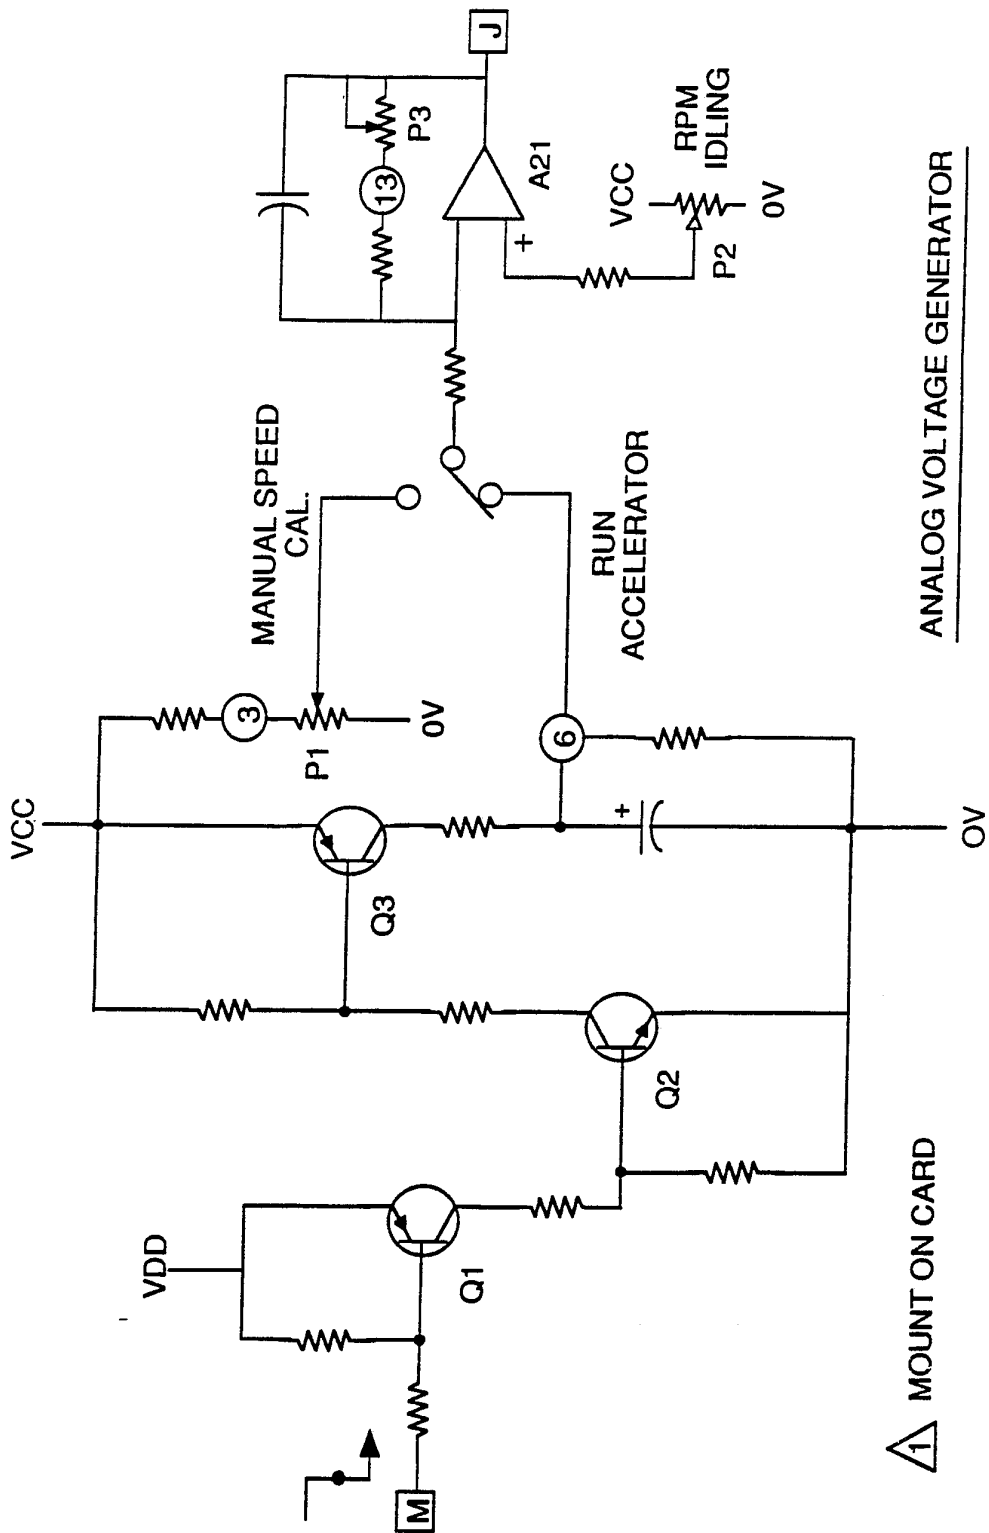 VCC
VDD
M
Q1
Q2
Q3
3
P1
0V
MANUAL SPEED
CAL.
6
RUN
ACCELERATOR
0V
13
P3
J
+
A21
+
VCC
RPM
IDLING
P2
0V
1 MOUNT ON CARD
ANALOG VOLTAGE GENERATOR